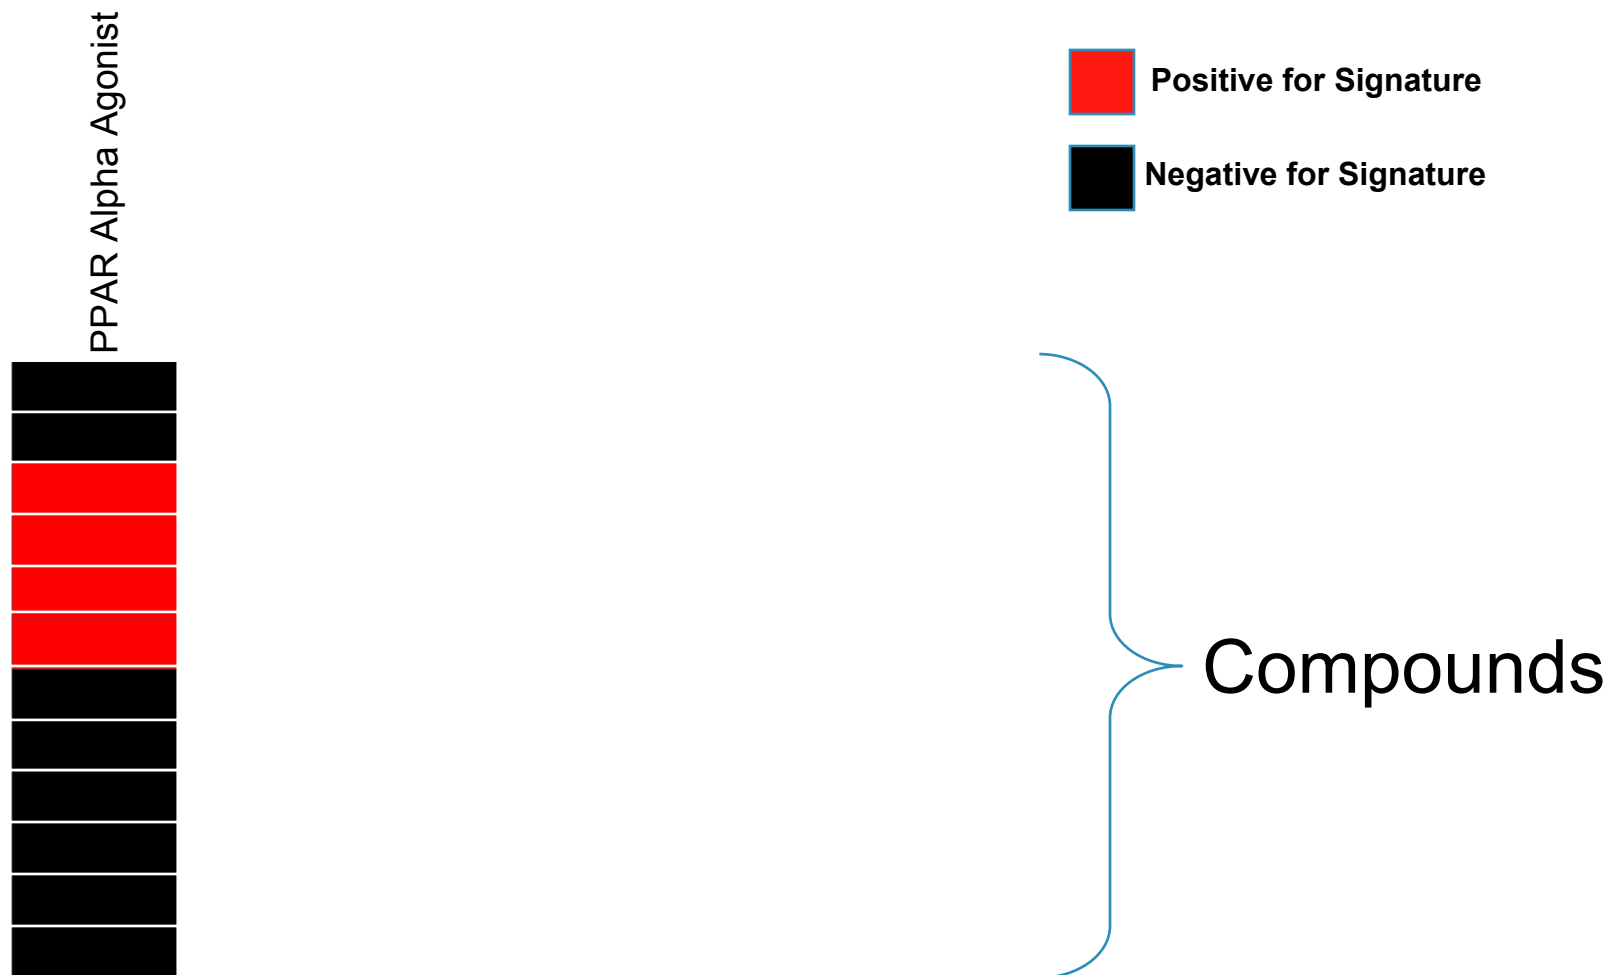 PPAR Alpha Agonist
Positive for Signature
Negative for Signature
Compounds